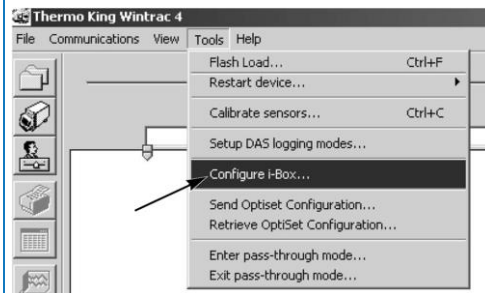 Thermo King Wintrac 4
File Communications View Tools Help
Flash Load... Ctrl+F
Restart device...
Calibrate sensors... Ctrl+C
Setup DAS logging modes...
Configure i-Box...
Send Optiset Configuration...
Retrieve OptiSet Configuration...
Enter pass-through mode...
Exit pass-through mode...